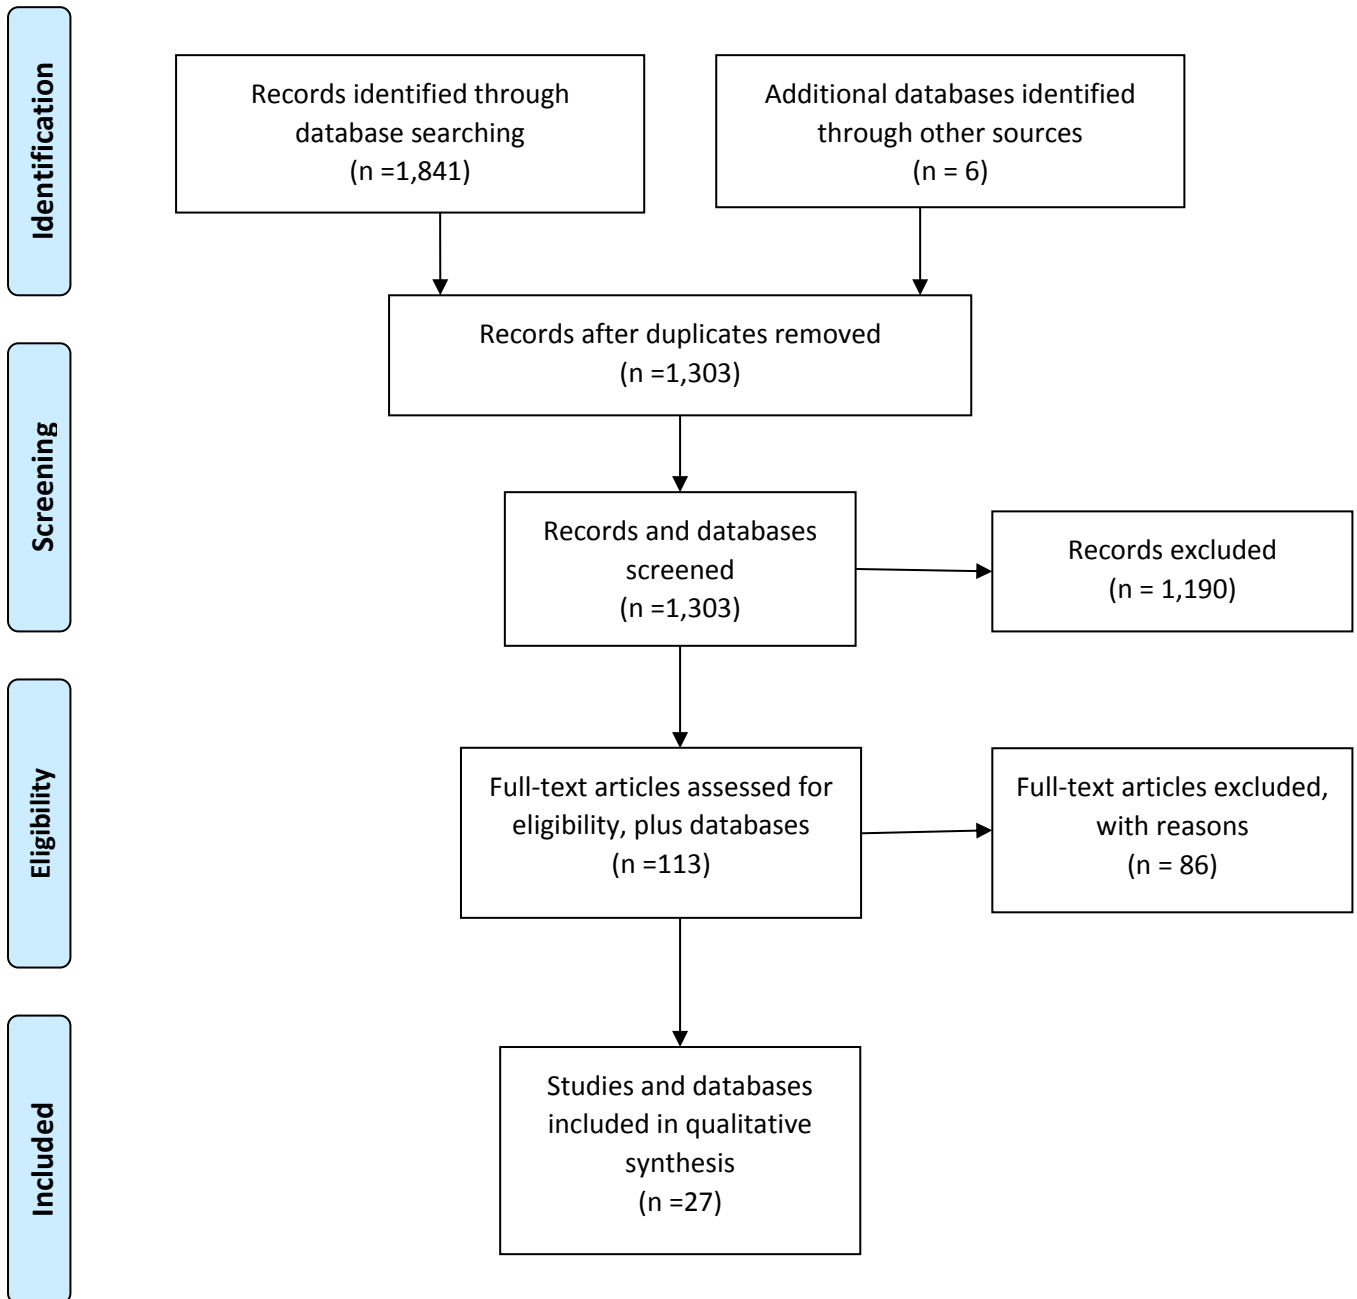 Identification
Records identified through
database searching
(n =1,841)
Additional databases identified
through other sources
(n = 6)
Records after duplicates removed
(n =1,303)
Screening
Records and databases
screened
(n =1,303)
Records excluded
(n = 1,190)
Eligibility
Full-text articles assessed for
eligibility, plus databases
(n =113)
Full-text articles excluded,
with reasons
(n = 86)
Included
Studies and databases
included in qualitative
synthesis
(n =27)